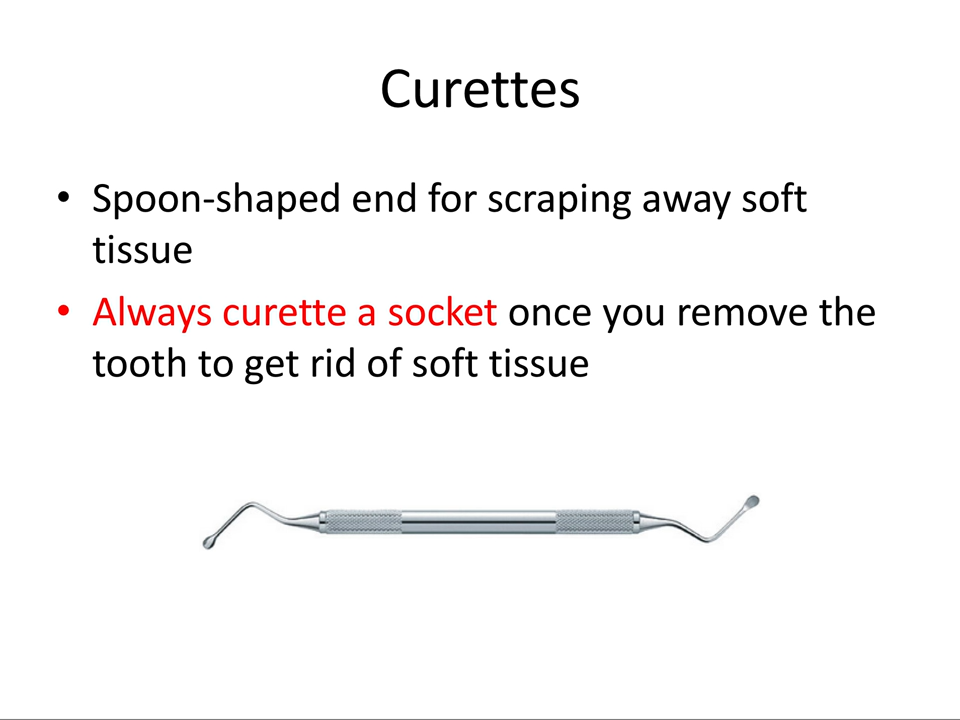 Curettes
• Spoon-shaped end for scraping away soft
tissue
• Always curette a socket once you remove the
tooth to get rid of soft tissue